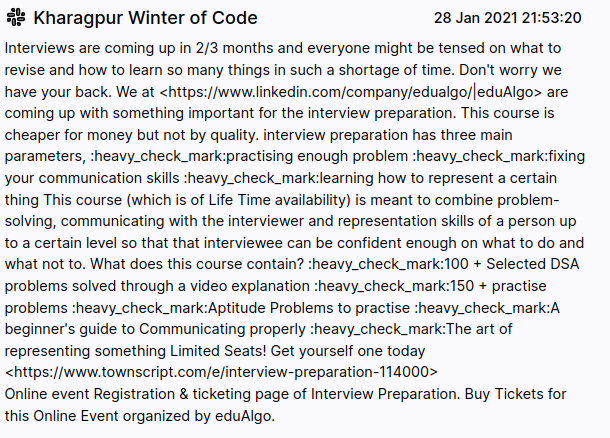 Kharagpur Winter of Code 28 Jan 2021 21:53:20
Interviews are coming up in 2/3 months and everyone might be tensed on what to
revise and how to learn so many things in such a shortage of time. Don't worry we
have your back. We at <https://www.linkedin.com/company/edualgo/|eduAlgo> are
coming up with something important for the interview preparation. This course is
cheaper for money but not by quality. interview preparation has three main
parameters, :heavy_check_mark:practising enough problem :heavy_check_mark:fixing
your communication skills :heavy_check_mark:learning how to represent a certain
thing This course (which is of Life Time availability) is meant to combine problem-
solving, communicating with the interviewer and representation skills of a person up
to a certain level so that that interviewee can be confident enough on what to do and
what not to. What does this course contain? :heavy_check_mark:100 + Selected DSA
problems solved through a video explanation :heavy_check_mark:150 + practise
problems :heavy_check_mark:Aptitude Problems to practise :heavy_check_mark:A
beginner's guide to Communicating properly :heavy_check_mark:The art of
representing something Limited Seats! Get yourself one today
<https://www.townscript.com/e/interview-preparation-114000>
Online event Registration & ticketing page of Interview Preparation. Buy Tickets for
this Online Event organized by eduAlgo.